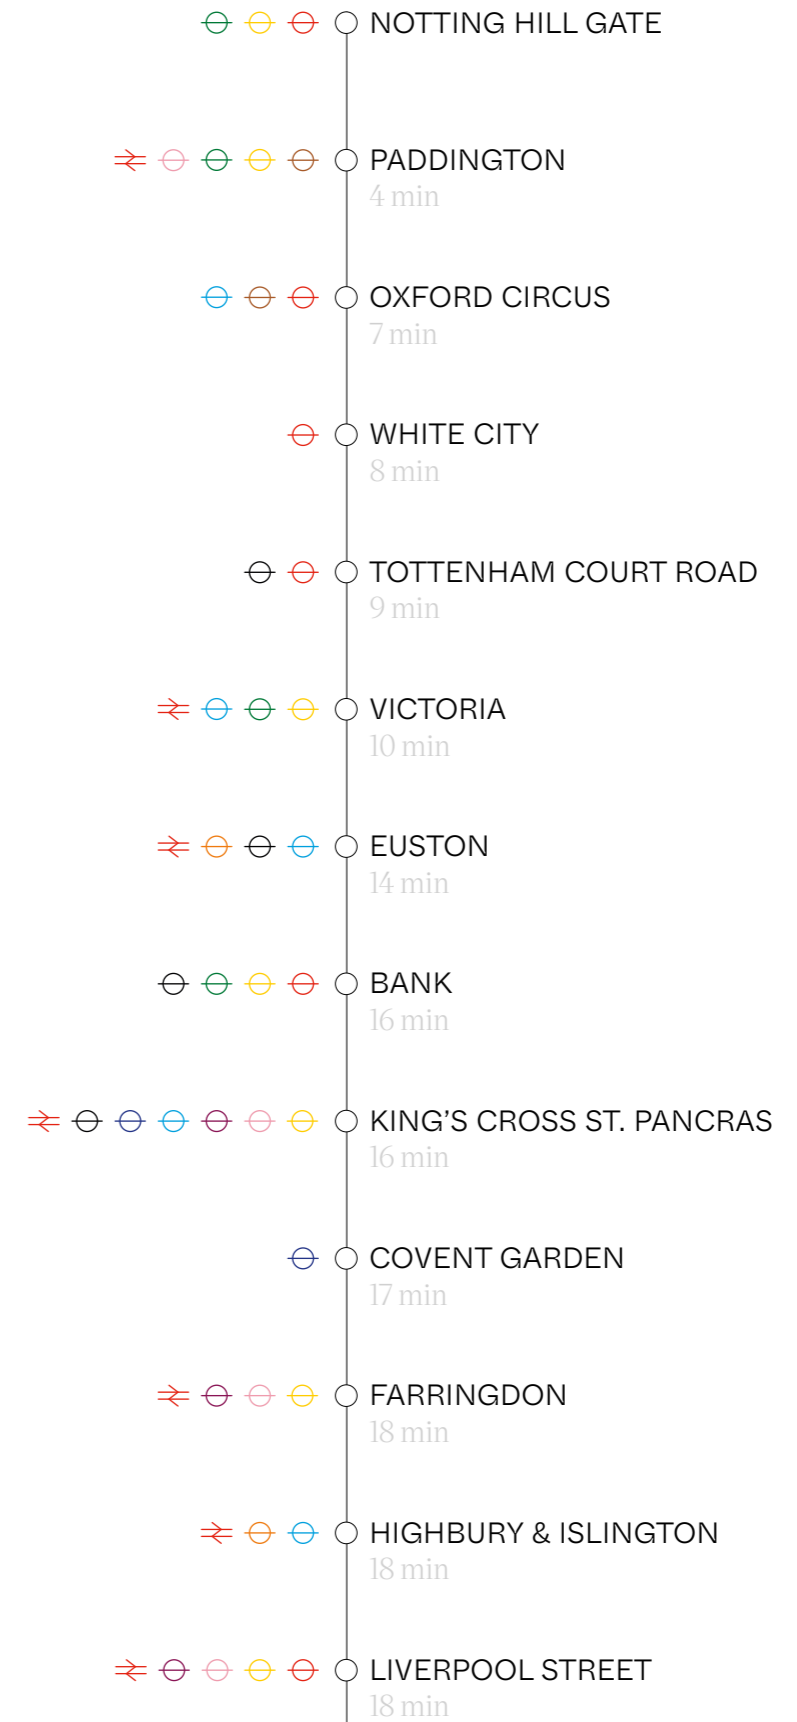 NOTTING HILL GATE
PADDINGTON
4 min
OXFORD CIRCUS
7 min
WHITE CITY
8 min
TOTTENHAM COURT ROAD
9 min
VICTORIA
10 min
EUSTON
14 min
BANK
16 min
KING’S CROSS ST. PANCRAS
16 min
COVENT GARDEN
17 min
FARRINGDON
18 min
HIGHBURY & ISLINGTON
18 min
LIVERPOOL STREET
18 min